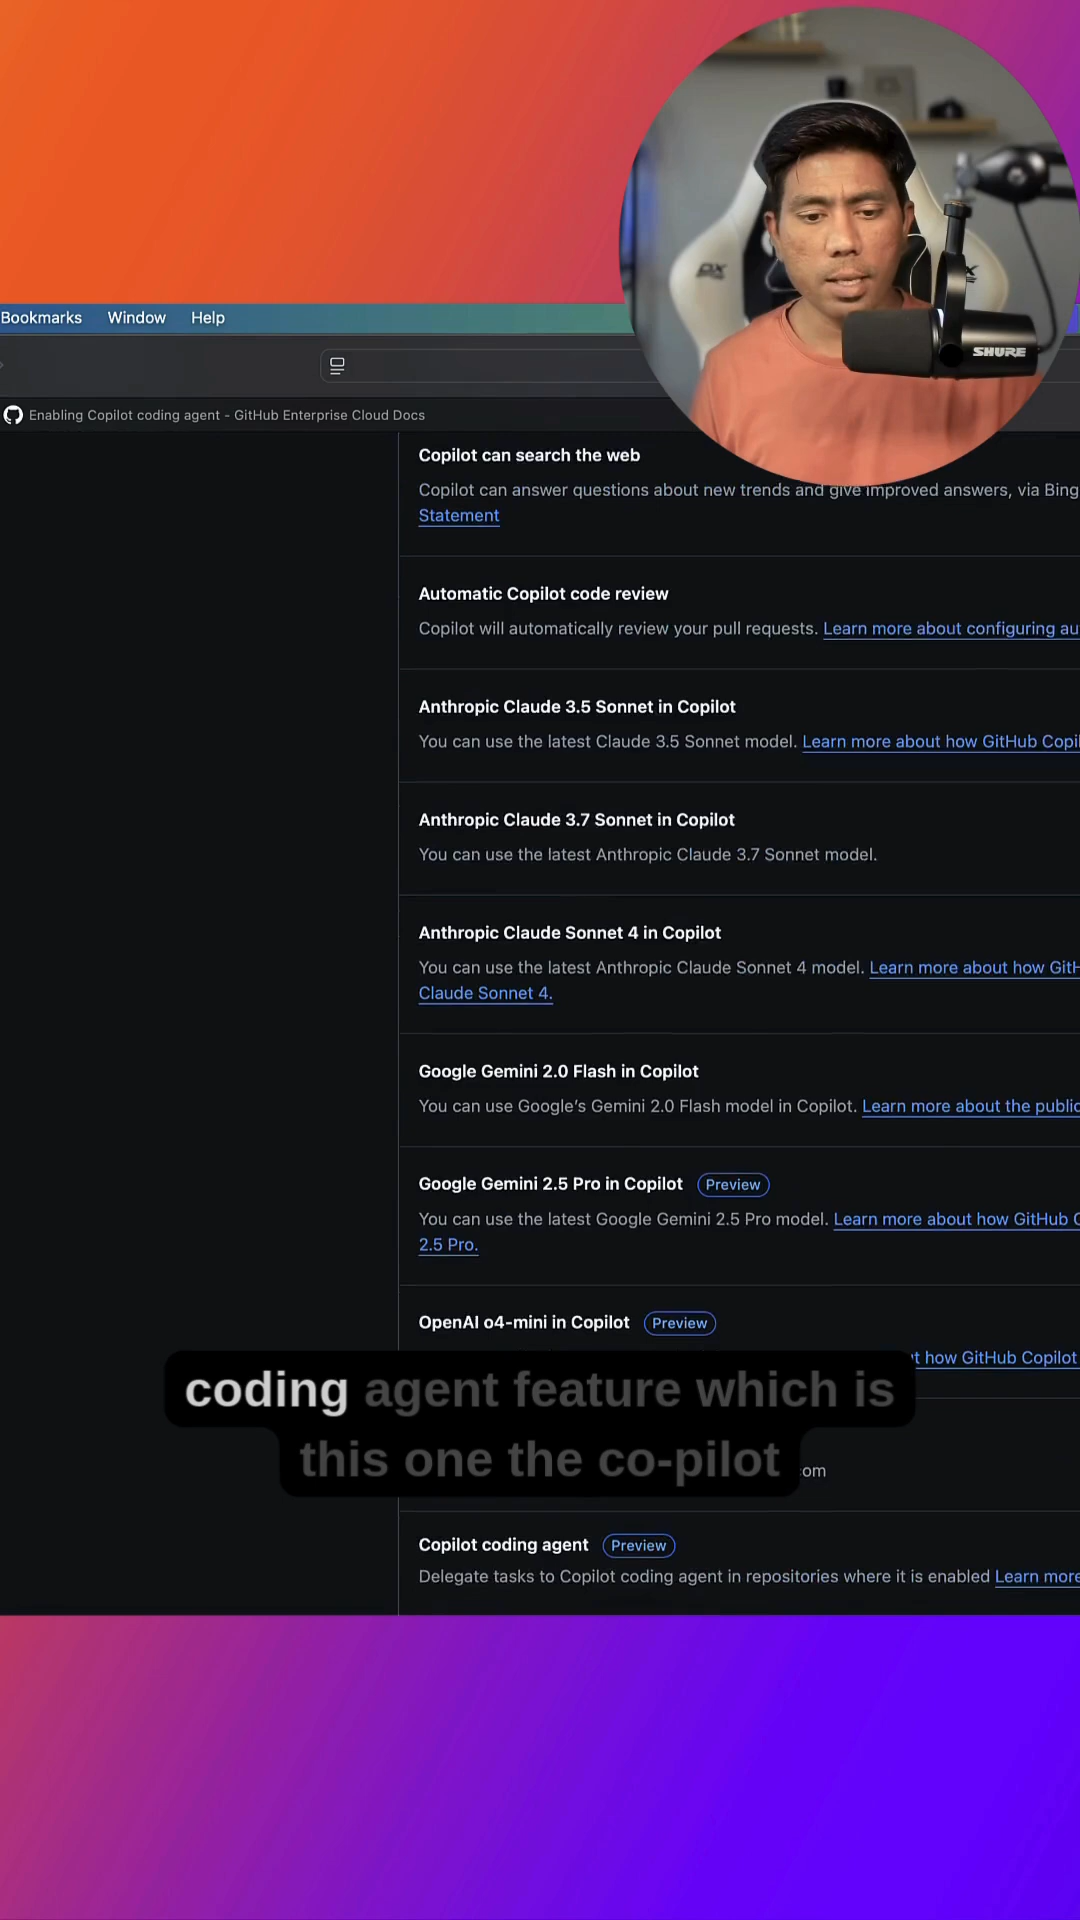 DX
SHURE
Bookmarks Window Help
Enabling Copilot coding agent - GitHub Enterprise Cloud Docs
Copilot can search the web
Copilot can answer questions about new trends and give improved answers, via Bing
Statement
Automatic Copilot code review
Copilot will automatically review your pull requests. Learn more about configuring au
Anthropic Claude 3.5 Sonnet in Copilot
You can use the latest Claude 3.5 Sonnet model. Learn more about how GitHub Copil
Anthropic Claude 3.7 Sonnet in Copilot
You can use the latest Anthropic Claude 3.7 Sonnet model.
Anthropic Claude Sonnet 4 in Copilot
You can use the latest Anthropic Claude Sonnet 4 model. Learn more about how GitH
Claude Sonnet 4.
Google Gemini 2.0 Flash in Copilot
You can use Google's Gemini 2.0 Flash model in Copilot. Learn more about the public
Google Gemini 2.5 Pro in Copilot Preview
You can use the latest Google Gemini 2.5 Pro model. Learn more about how GitHub C
2.5 Pro.
OpenAI o4-mini in Copilot Preview
t how GitHub Copilot
coding agent feature which is
this one the co-pilot
com
Copilot coding agent Preview
Delegate tasks to Copilot coding agent in repositories where it is enabled Learn more